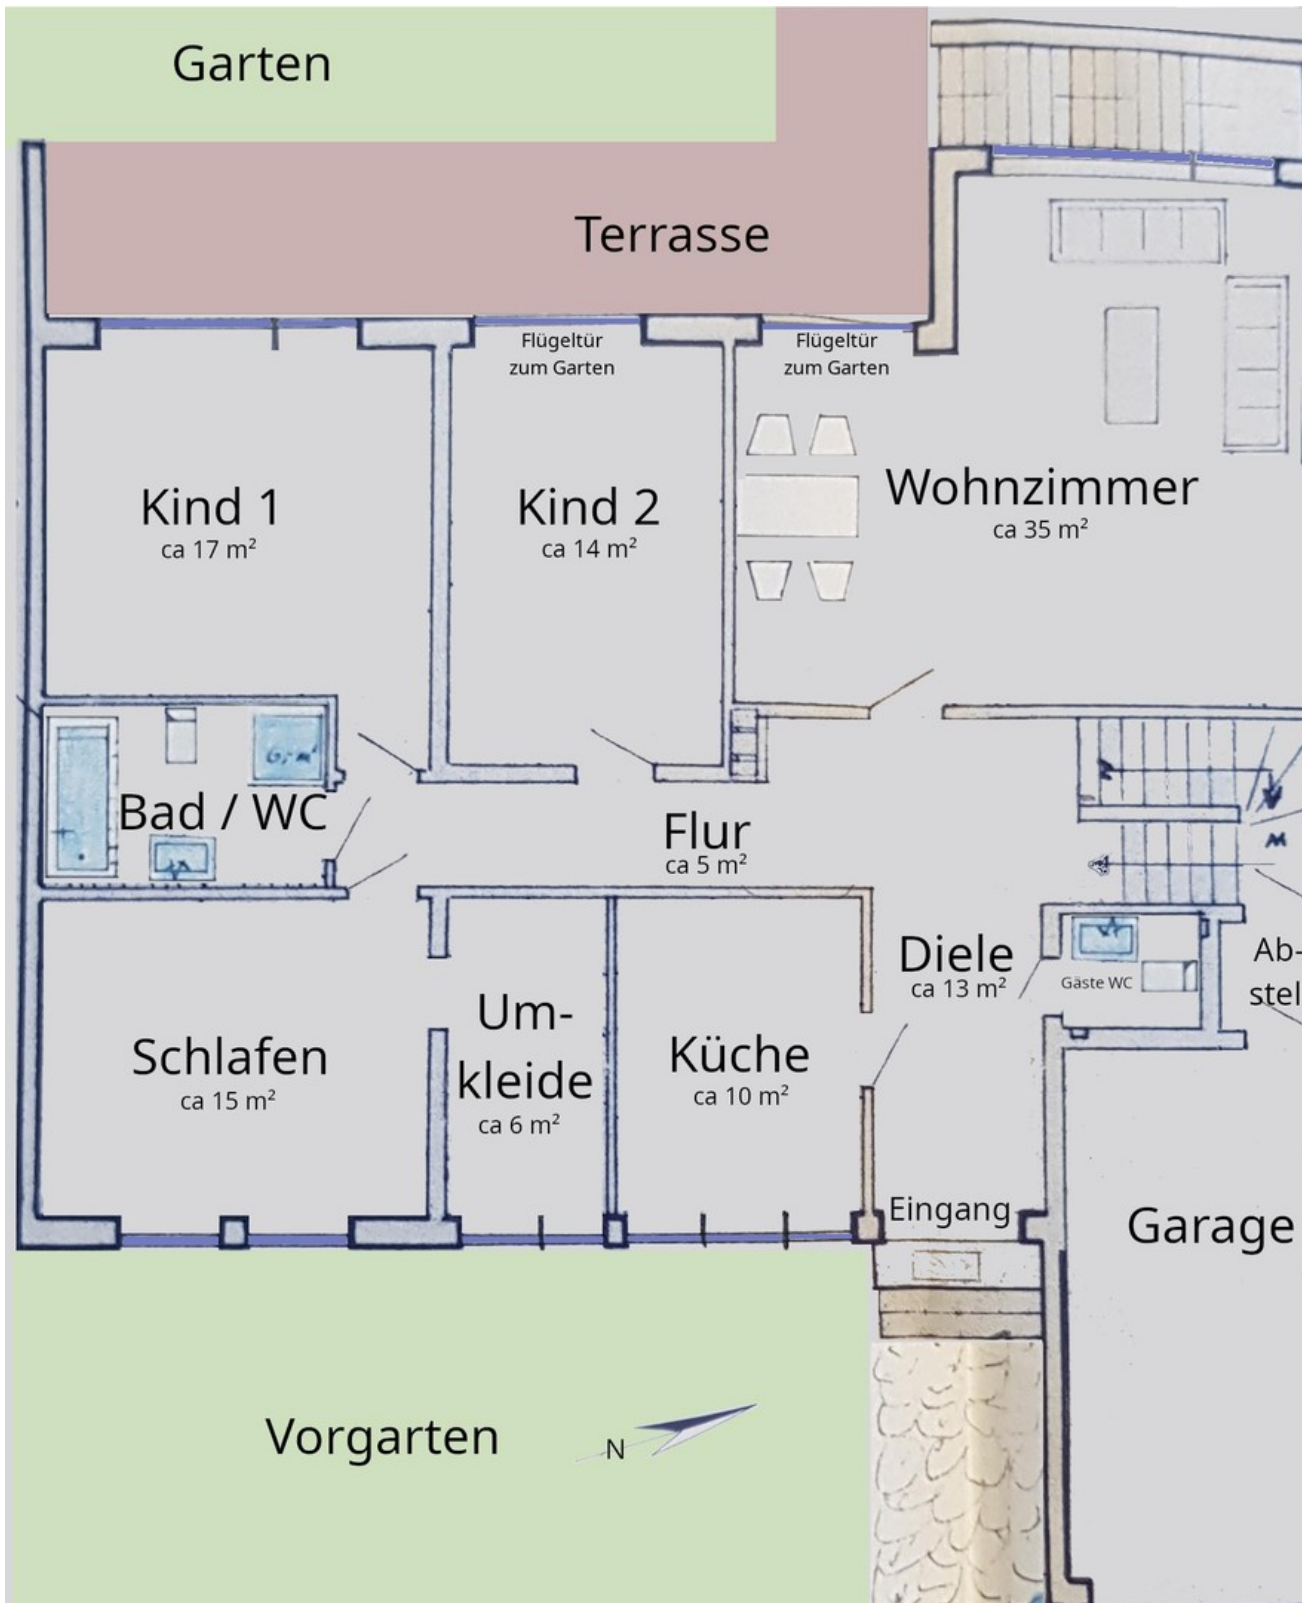 Garten
Terrasse
Flügeltür
zum Garten
Flügeltür
zum Garten
Kind 1
ca 17 m²
Kind 2
ca 14 m²
Wohnzimmer
ca 35 m²
Bad / WC
Flur
ca 5 m²
Diele
ca 13 m²
Gäste WC
Ab-
stel
Schlafen
ca 15 m²
Um-
kleide
ca 6 m²
Küche
ca 10 m²
Eingang
Garage
Vorgarten
N